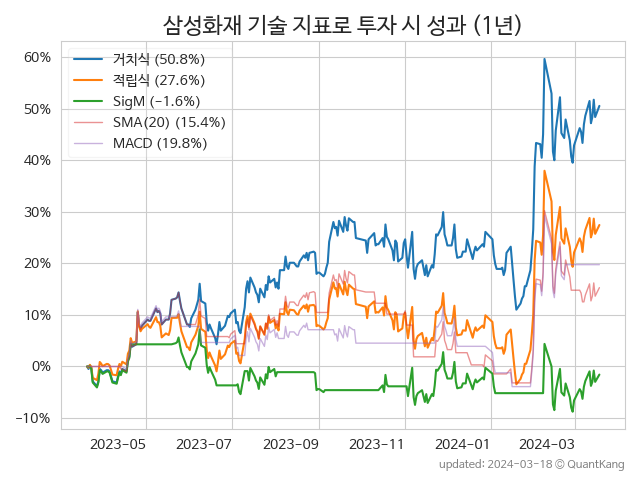 삼성화재 기술 지표로 투자 시 성과 (1년)
60%
50%
40%
30%
20%
10%
0%
−10%
거치식 (50.8%)
적립식 (27.6%)
SigM (−1.6%)
SMA(20) (15.4%)
MACD (19.8%)
2023-05 2023-07 2023-09 2023-11 2024-01 2024-03
updated: 2024-03-18 © QuantKang